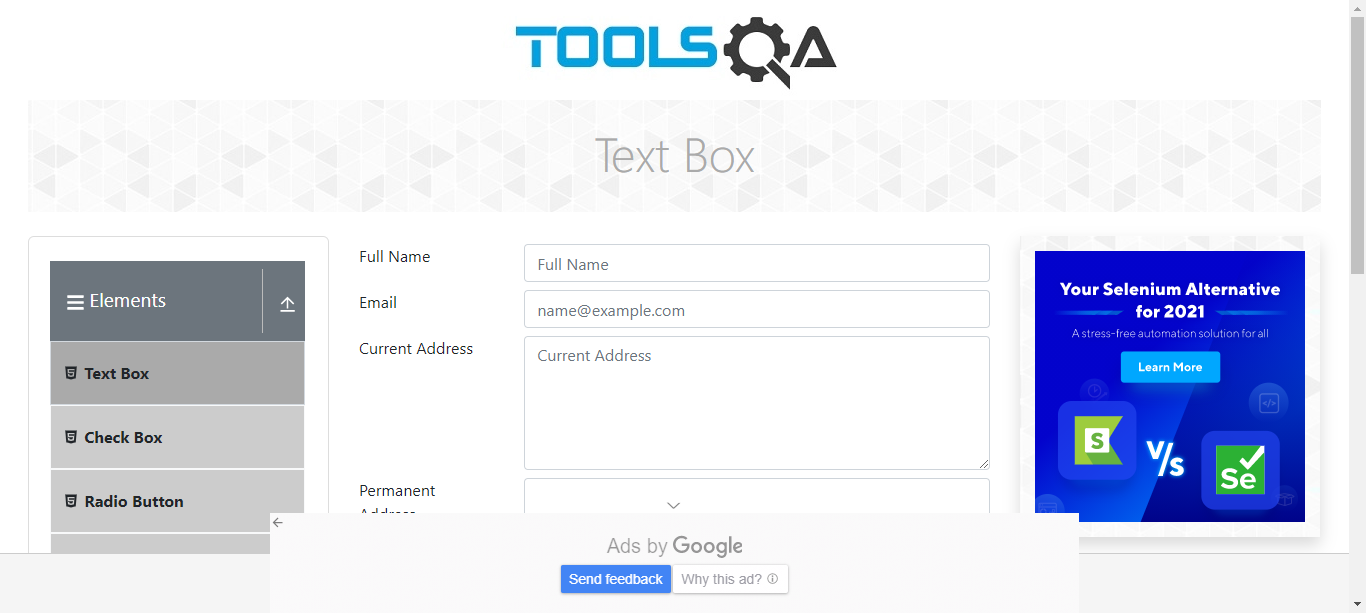 TOOLSQA
Text Box
Elements
Text Box
Check Box
Radio Button
Full Name
Full Name
Email
name@example.com
Current Address
Current Address
Permanent
Address
Your Selenium Alternative
for 2021
A stress-free automation solution for all
Learn More
S
V/s
Se
Ads by Google
Send feedback
Why this ad?